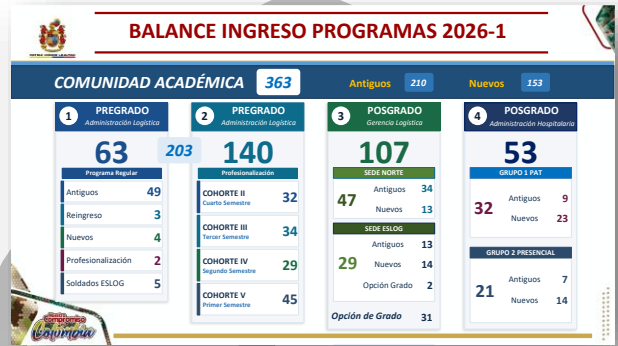 BALANCE INGRESO PROGRAMAS 2026-1
PATRIA HONOR LEALTAD
COMUNIDAD ACADÉMICA 363 Antiguos 210 Nuevos 153
1 PREGRADO
Administración Logística
63
Programa Regular
Antiguos 49
Reingreso 3
Nuevos 4
Profesionalización 2
Soldados ESLOG 5
203
2 PREGRADO
Administración Logística
140
Profesionalización
COHORTE II 32
Cuarto Semestre
COHORTE III 34
Tercer Semestre
COHORTE IV 29
Segundo Semestre
COHORTE V 45
Primer Semestre
3 POSGRADO
Gerencia Logística
107
SEDE NORTE
47
Antiguos 34
Nuevos 13
SEDE ESLOG
29
Antiguos 13
Nuevos 14
Opción Grado 2
Opción de Grado 31
4 POSGRADO
Administración Hospitalaria
53
GRUPO 1 PAT
32
Antiguos 9
Nuevos 23
GRUPO 2 PRESENCIAL
21
Antiguos 7
Nuevos 14
compromiso
Colombia